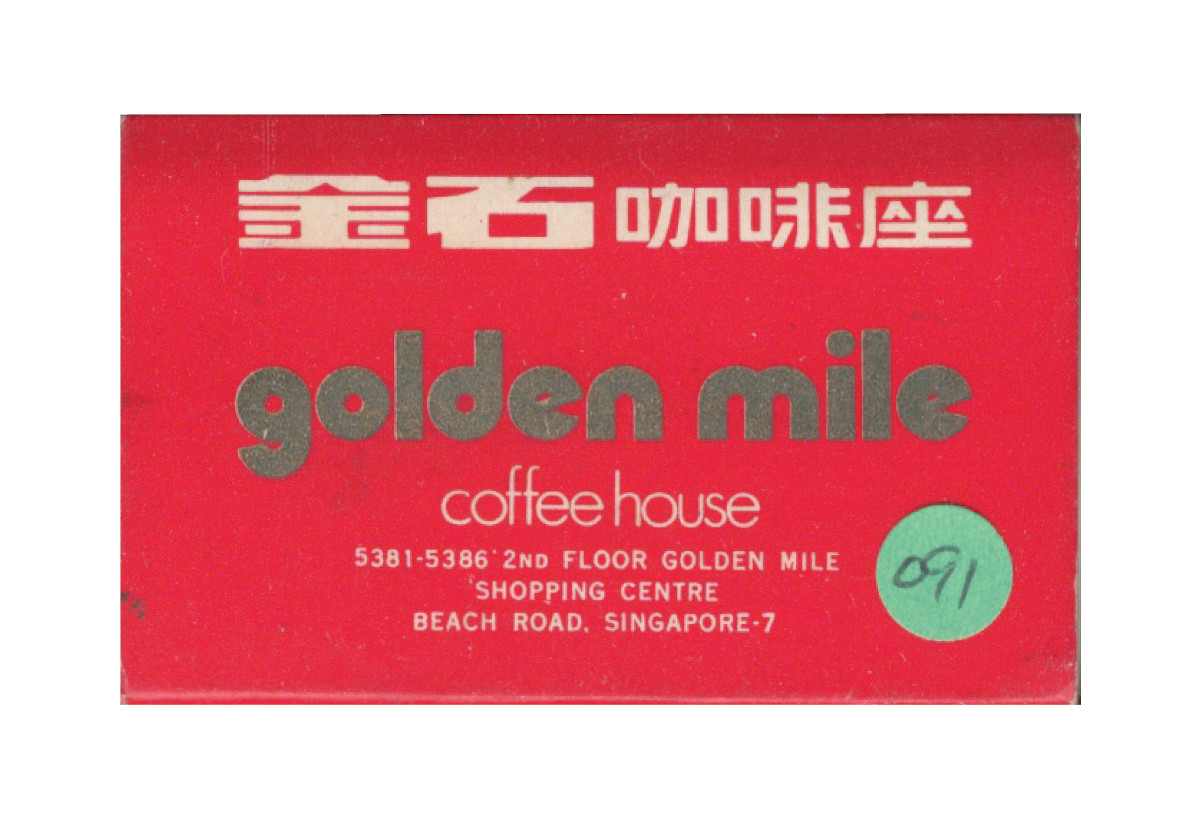 金石咖啡座
golden mile
coffee house
5381-5386 2ND FLOOR GOLDEN MILE
SHOPPING CENTRE
BEACH ROAD, SINGAPORE-7
091